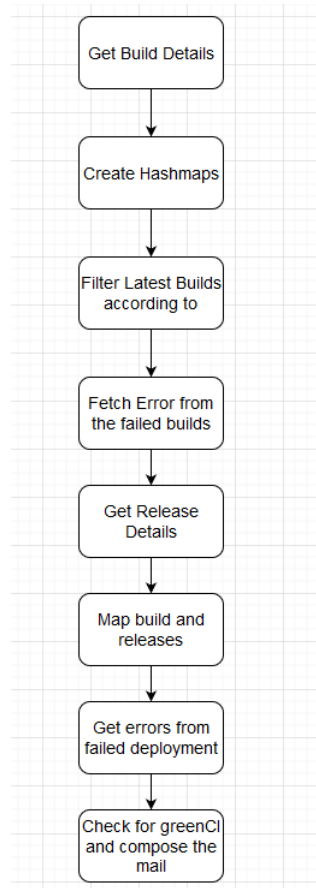 Get Build Details
Create Hashmaps
Filter Latest Builds
according to
Fetch Error from
the failed builds
Get Release
Details
Map build and
releases
Get errors from
failed deployment
Check for greenCI
and compose the
mail